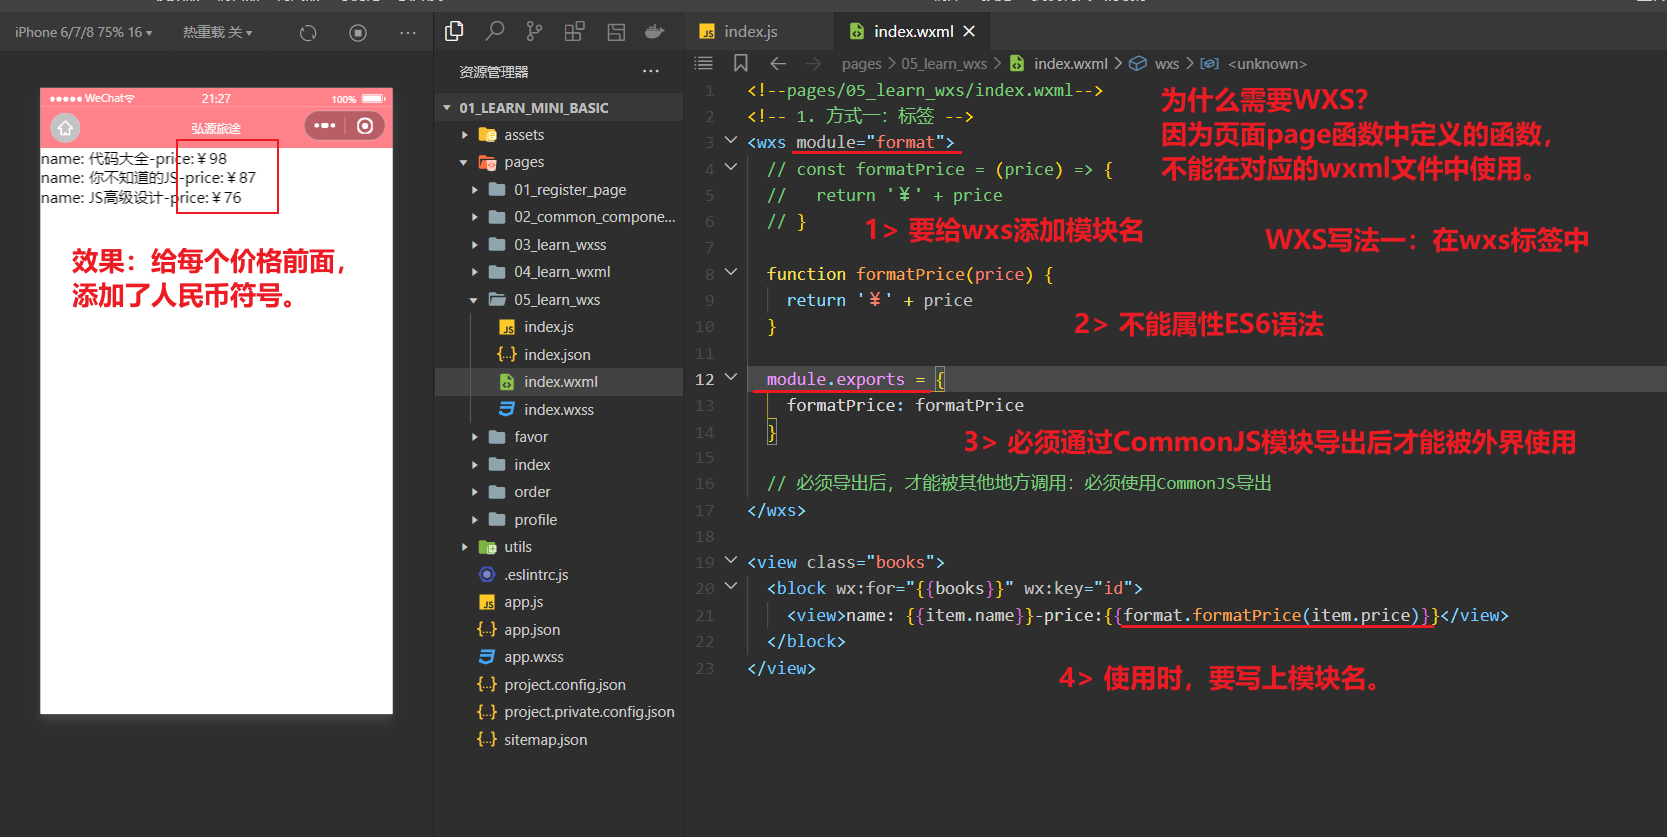 iPhone 6/7/8 75% 16
热重载 关
WeChat
21:27
100%
弘源旅途
name: 代码大全-price:￥98
name: 你不知道的JS-price:￥87
name: JS高级设计-price:￥76
效果：给每个价格前面，
添加了人民币符号。
资源管理器
01_LEARN_MINI_BASIC
assets
pages
01_register_page
02_common_compone...
03_learn_wxss
04_learn_wxml
05_learn_wxs
index.js
index.json
index.wxml
index.wxss
favor
index
order
profile
utils
.eslintrc.js
app.js
app.json
app.wxss
project.config.json
project.private.config.json
sitemap.json
index.js
index.wxml
pages > 05_learn_wxs > index.wxml > wxs > <unknown>
1 <!--pages/05_learn_wxs/index.wxml-->
2 <!-- 1. 方式一：标签 -->
3 <wxs module="format">
4 // const formatPrice = (price) => {
5 //   return '￥' + price
6 // }
7
8 function formatPrice(price) {
9 return '￥' + price
10 }
11
12 module.exports = {
13 formatPrice: formatPrice
14 }
15
16 // 必须导出后，才能被其他地方调用：必须使用CommonJS导出
17 </wxs>
18
19 <view class="books">
20 <block wx:for="{{books}}" wx:key="id">
21 <view>name: {{item.name}}-price:{{format.formatPrice(item.price)}}</view>
22 </block>
23 </view>
为什么需要WXS?
因为页面page函数中定义的函数，
不能在对应的wxml文件中使用。
1> 要给wxs添加模块名
WXS写法一：在wxs标签中
2> 不能属性ES6语法
3> 必须通过CommonJS模块导出后才能被外界使用
4> 使用时，要写上模块名。